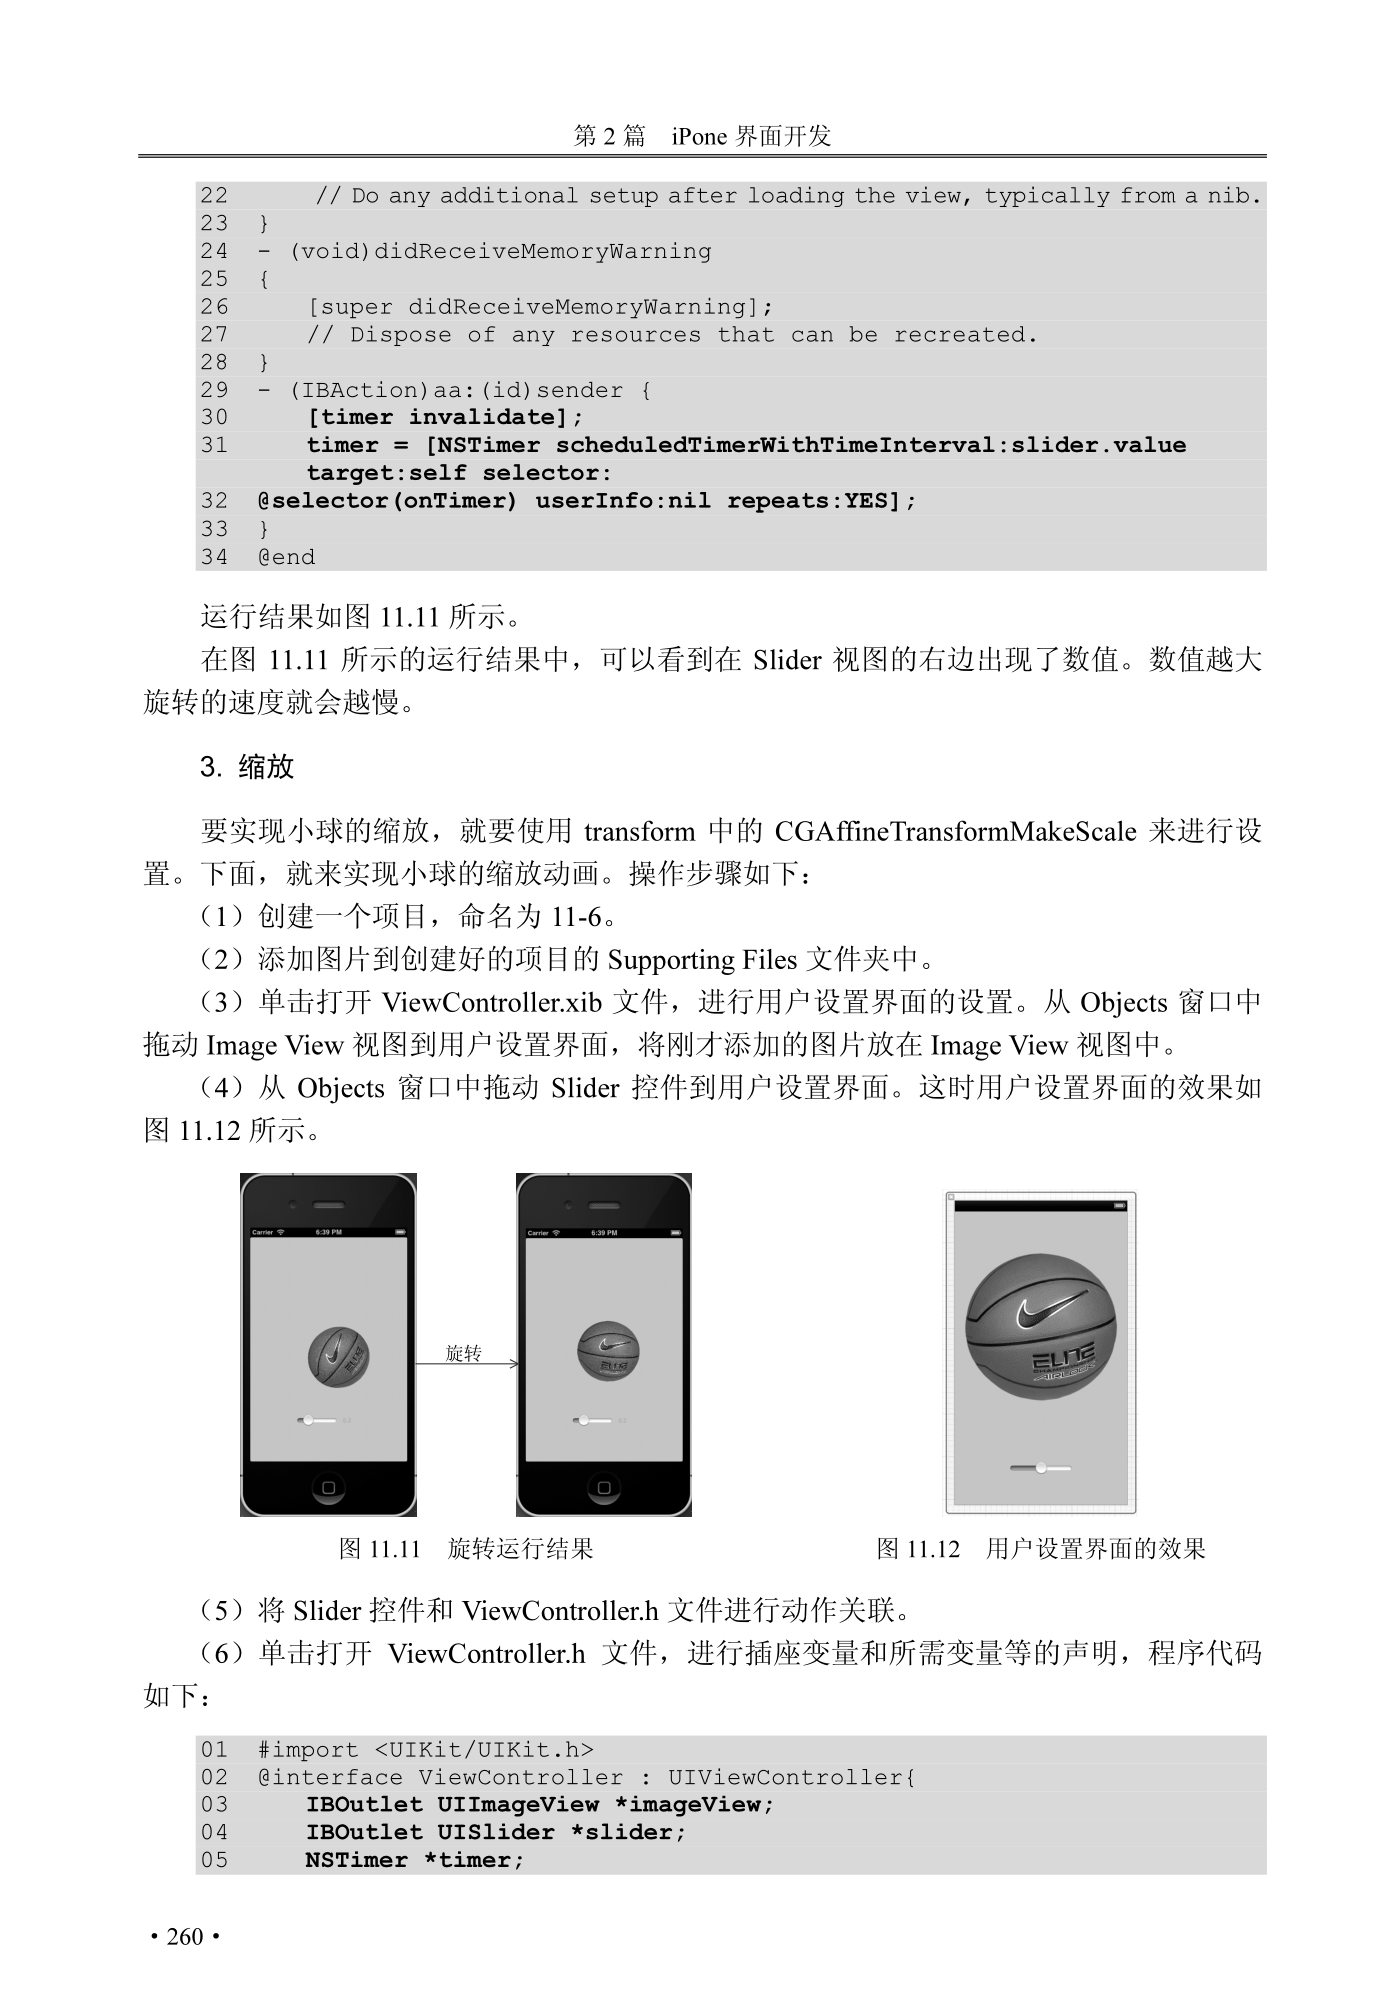 第 2 篇　iPone 界面开发
22      // Do any additional setup after loading the view, typically from a nib.
23  }
24  - (void)didReceiveMemoryWarning
25  {
26     [super didReceiveMemoryWarning];
27     // Dispose of any resources that can be recreated.
28  }
29  - (IBAction)aa:(id)sender {
30     [timer invalidate];
31     timer = [NSTimer scheduledTimerWithTimeInterval:slider.value
       target:self selector:
32  @selector(onTimer) userInfo:nil repeats:YES];
33  }
34  @end
运行结果如图 11.11 所示。
在图 11.11 所示的运行结果中，可以看到在 Slider 视图的右边出现了数值。数值越大
旋转的速度就会越慢。
3. 缩放
要实现小球的缩放，就要使用 transform 中的 CGAffineTransformMakeScale 来进行设
置。下面，就来实现小球的缩放动画。操作步骤如下：
（1）创建一个项目，命名为 11-6。
（2）添加图片到创建好的项目的 Supporting Files 文件夹中。
（3）单击打开 ViewController.xib 文件，进行用户设置界面的设置。从 Objects 窗口中
拖动 Image View 视图到用户设置界面，将刚才添加的图片放在 Image View 视图中。
（4）从 Objects 窗口中拖动 Slider 控件到用户设置界面。这时用户设置界面的效果如
图 11.12 所示。
Carrier 6:39 PM
Carrier 6:39 PM
旋转
ELITE
ELITE
ELITE
图 11.11　旋转运行结果
图 11.12　用户设置界面的效果
（5）将 Slider 控件和 ViewController.h 文件进行动作关联。
（6）单击打开 ViewController.h 文件，进行插座变量和所需变量等的声明，程序代码
如下：
01  #import <UIKit/UIKit.h>
02  @interface ViewController : UIViewController{
03     IBOutlet UIImageView *imageView;
04     IBOutlet UISlider *slider;
05     NSTimer *timer;
• 260 •